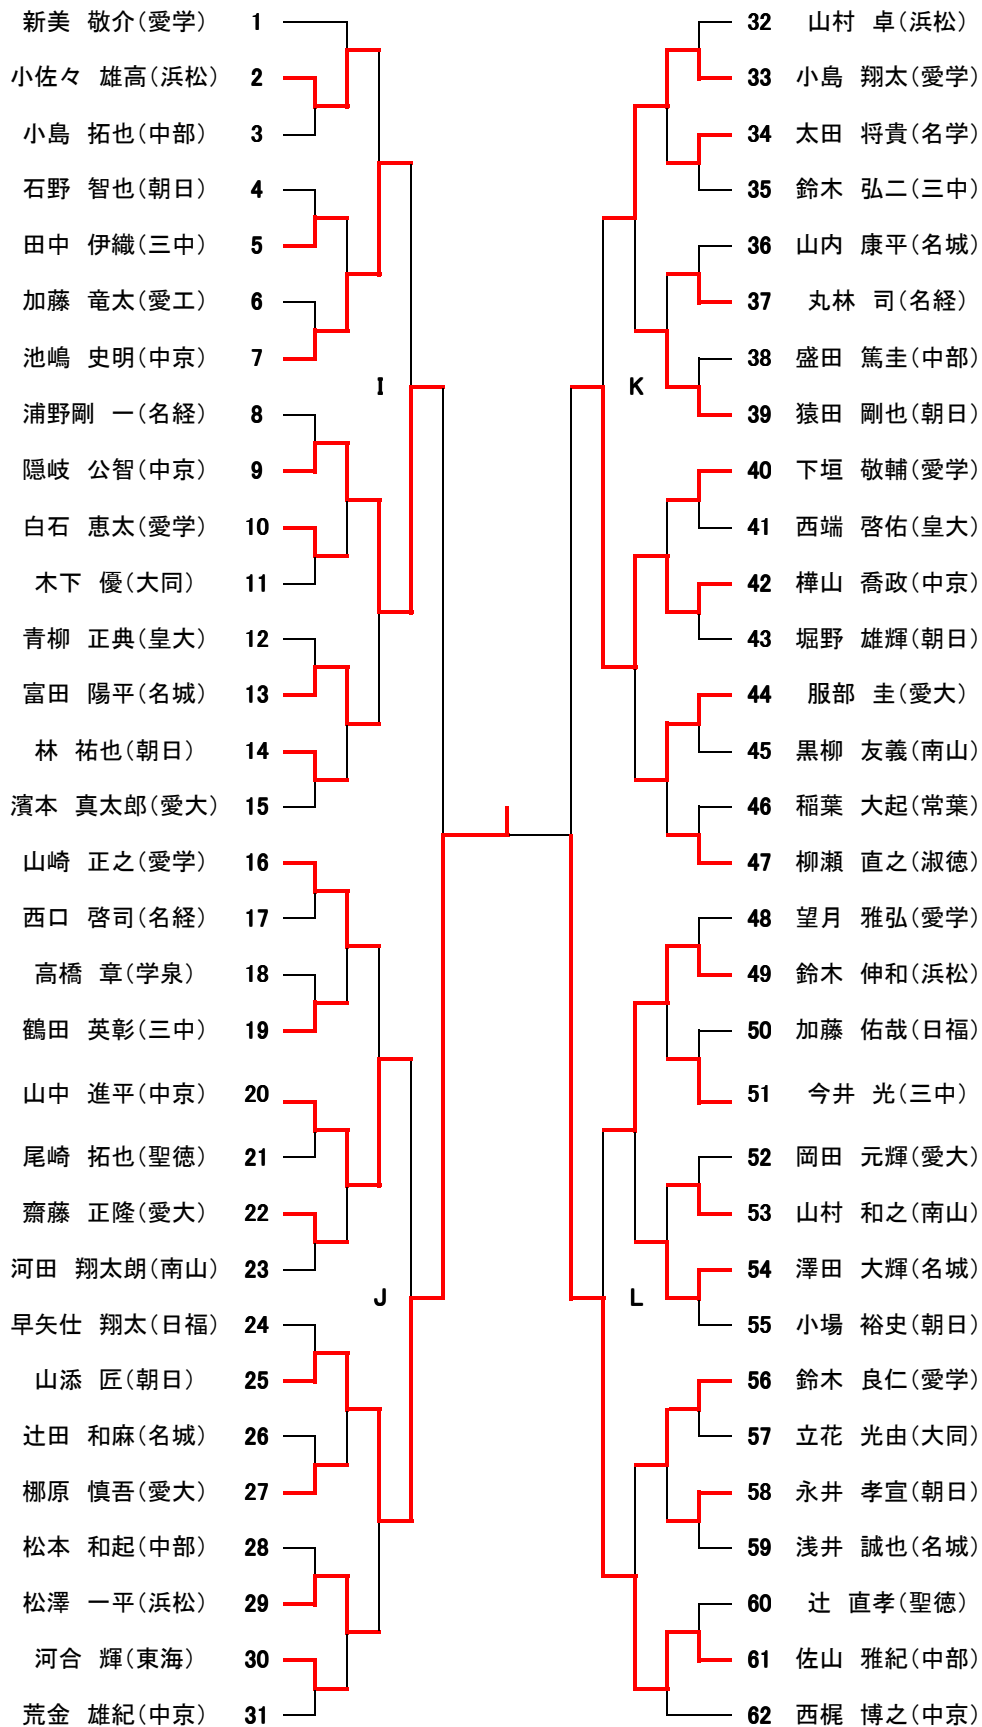 新美 敬介(愛学) 1
小佐々 雄高(浜松) 2
小島 拓也(中部) 3
石野 智也(朝日) 4
田中 伊織(三中) 5
加藤 竜太(愛工) 6
池嶋 史明(中京) 7
I
浦野剛 一(名経) 8
隠岐 公智(中京) 9
白石 恵太(愛学) 10
木下 優(大同) 11
青柳 正典(皇大) 12
富田 陽平(名城) 13
林 祐也(朝日) 14
濱本 真太郎(愛大) 15
山崎 正之(愛学) 16
西口 啓司(名経) 17
高橋 章(学泉) 18
鶴田 英彰(三中) 19
山中 進平(中京) 20
尾崎 拓也(聖徳) 21
齋藤 正隆(愛大) 22
河田 翔太朗(南山) 23
J
早矢仕 翔太(日福) 24
山添 匠(朝日) 25
辻田 和麻(名城) 26
梛原 慎吾(愛大) 27
松本 和起(中部) 28
松澤 一平(浜松) 29
河合 輝(東海) 30
荒金 雄紀(中京) 31
32 山村 卓(浜松)
33 小島 翔太(愛学)
34 太田 将貴(名学)
35 鈴木 弘二(三中)
36 山内 康平(名城)
37 丸林 司(名経)
38 盛田 篤圭(中部)
K
39 猿田 剛也(朝日)
40 下垣 敬輔(愛学)
41 西端 啓佑(皇大)
42 樺山 喬政(中京)
43 堀野 雄輝(朝日)
44 服部 圭(愛大)
45 黒柳 友義(南山)
46 稲葉 大起(常葉)
47 柳瀬 直之(淑徳)
48 望月 雅弘(愛学)
49 鈴木 伸和(浜松)
50 加藤 佑哉(日福)
51 今井 光(三中)
52 岡田 元輝(愛大)
53 山村 和之(南山)
54 澤田 大輝(名城)
L
55 小場 裕史(朝日)
56 鈴木 良仁(愛学)
57 立花 光由(大同)
58 永井 孝宣(朝日)
59 浅井 誠也(名城)
60 辻 直孝(聖徳)
61 佐山 雅紀(中部)
62 西梶 博之(中京)